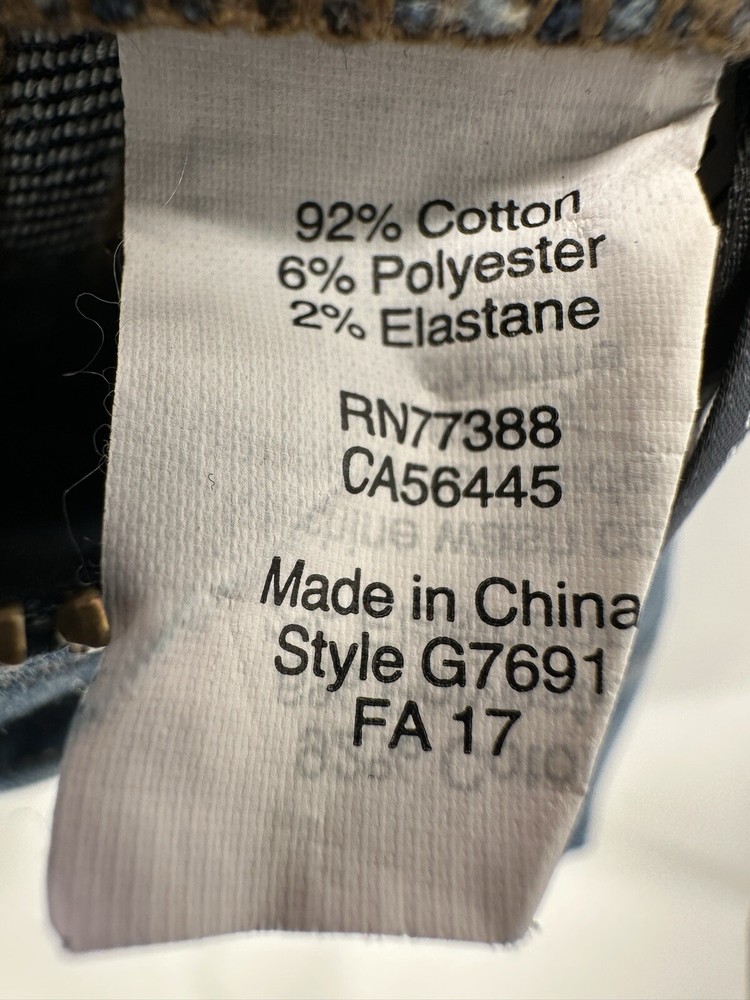 92% Cotton
6% Polyester
2% Elastane
RN77388
CA56445
Made in China
Style G7691
FA 17